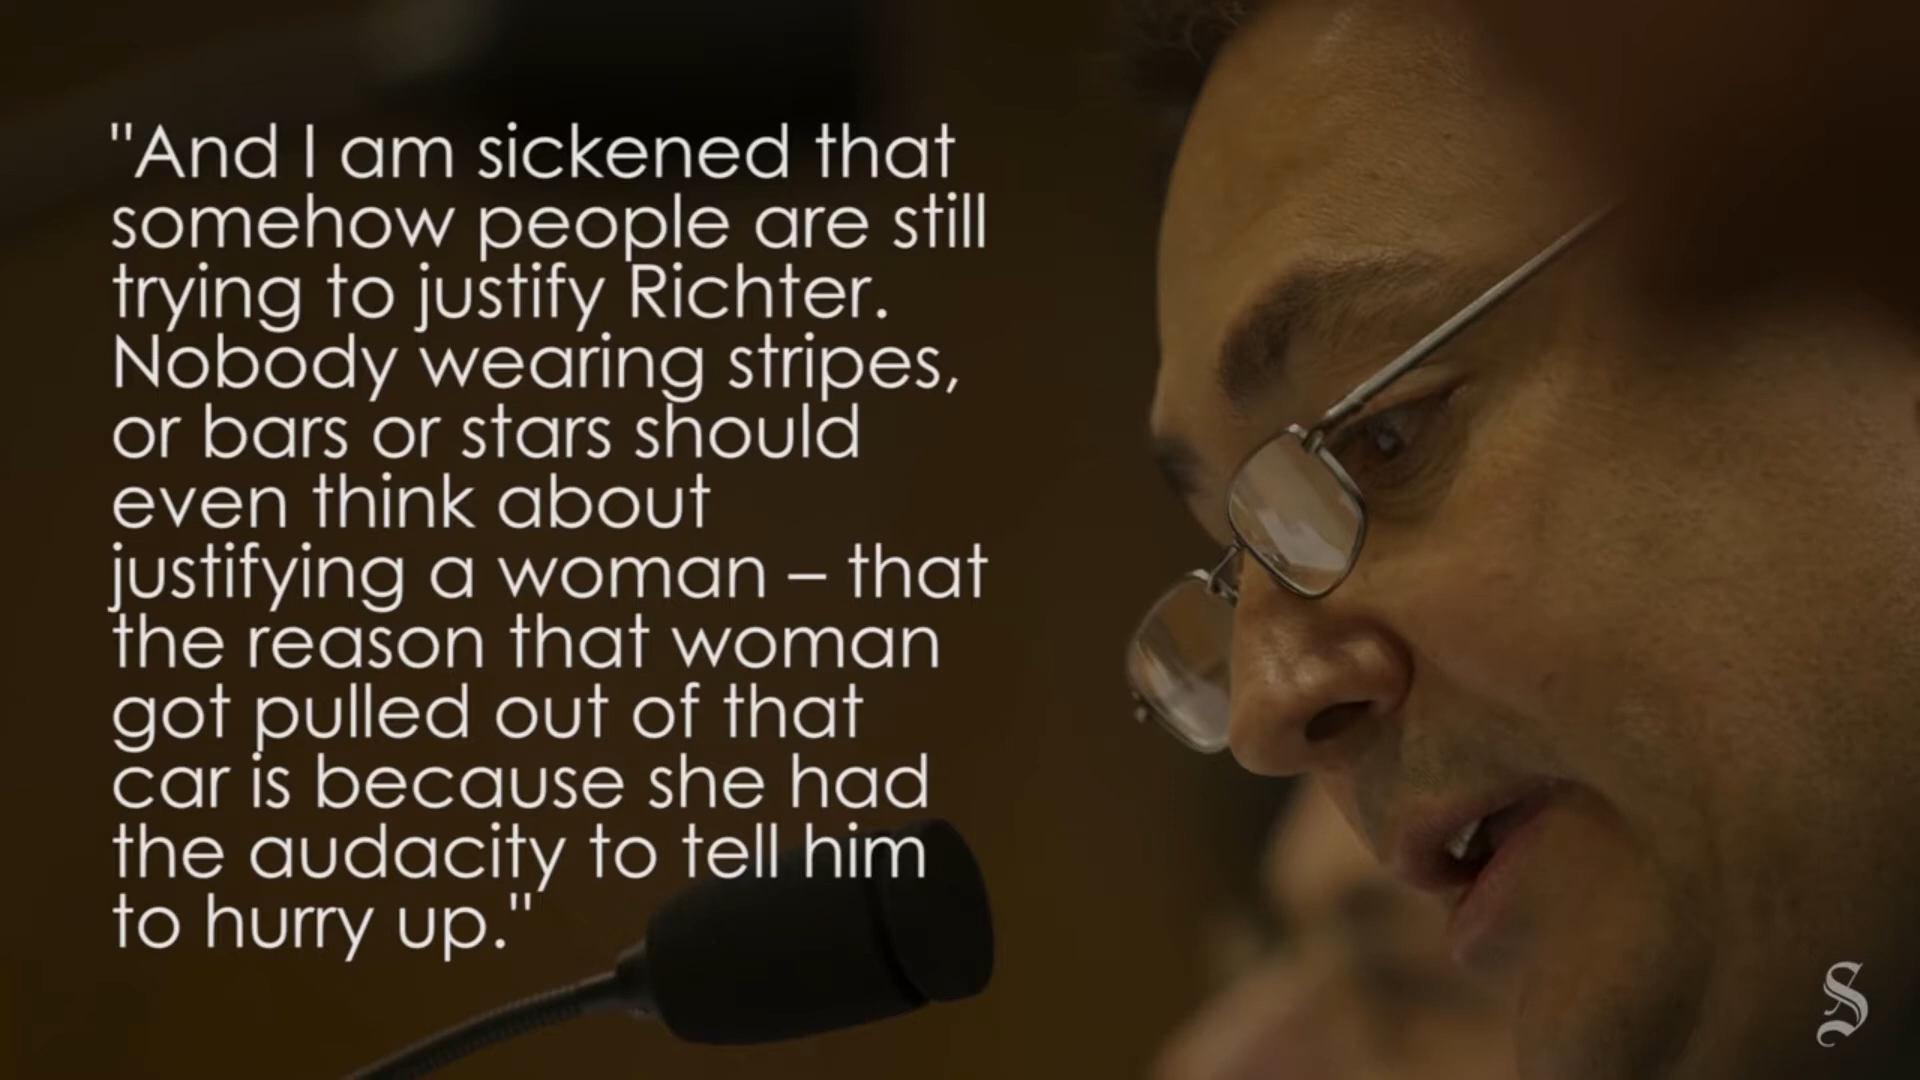 "And I am sickened that
somehow people are still
trying to justify Richter.
Nobody wearing stripes,
or bars or stars should
even think about
justifying a woman – that
the reason that woman
got pulled out of that
car is because she had
the audacity to tell him
to hurry up."
S